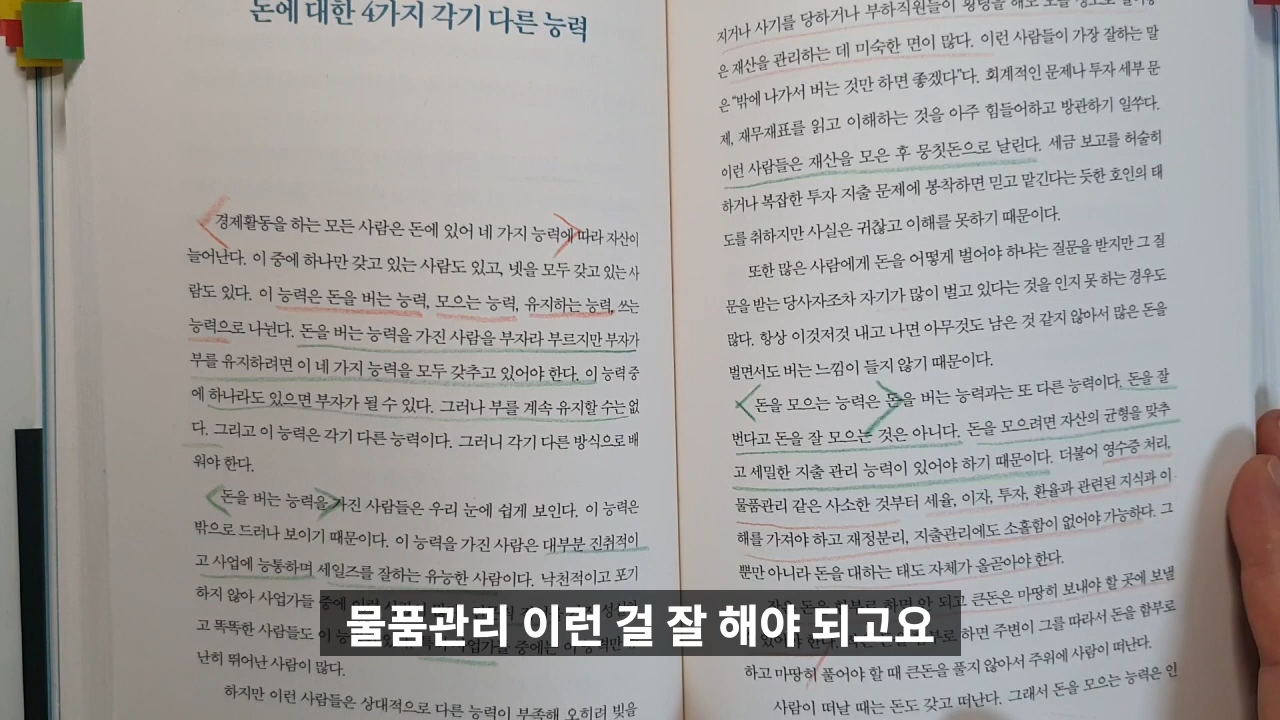 돈에 대한 4가지 각기 다른 능력
경제활동을 하는 모든 사람은 돈에 있어 네 가지 능력에 따라 자산이
늘어난다. 이 중에 하나만 갖고 있는 사람도 있고, 넷을 모두 갖고 있는 사
람도 있다. 이 능력은 돈을 버는 능력, 모으는 능력, 유지하는 능력, 쓰는
능력으로 나뉜다. 돈을 버는 능력을 가진 사람을 부자라 부르지만 부자가
부를 유지하려면 이 네 가지 능력을 모두 갖추고 있어야 한다. 이 능력 중
에 하나라도 있으면 부자가 될 수 있다. 그러나 부를 계속 유지할 수는 없
다. 그리고 이 능력은 각기 다른 능력이다. 그러니 각기 다른 방식으로 배
워야 한다.
돈을 버는 능력을 가진 사람들은 우리 눈에 쉽게 보인다. 이 능력은
밖으로 드러나 보이기 때문이다. 이 능력을 가진 사람은 대부분 진취적이
고 사업에 능통하며 세일즈를 잘하는 유능한 사람이다. 낙천적이고 포기
하지 않아 사업가들
고 똑똑한 사람들도 이
난히 뛰어난 사람이 많다.
하지만 이런 사람들은 상대적으로 다른 능력이 부족해 오히려 빚을
지거나 사기를 당하거나 부하직원들이 횡령을 해도
은 재산을 관리하는 데 미숙한 면이 많다. 이런 사람들이 가장 잘하는 말
은 “밖에 나가서 버는 것만 하면 좋겠다”다. 회계적인 문제나 투자 세부 문
제, 재무제표를 읽고 이해하는 것을 아주 힘들어하고 방관하기 일쑤다.
이런 사람들은 재산을 모은 후 뭉칫돈으로 날린다. 세금 보고를 허술히
하거나 복잡한 투자 지출 문제에 봉착하면 믿고 맡긴다는 듯한 호인의 태
도를 취하지만 사실은 귀찮고 이해를 못하기 때문이다.
또한 많은 사람에게 돈을 어떻게 벌어야 하냐는 질문을 받지만 그 질
문을 받는 당사자조차 자기가 많이 벌고 있다는 것을 인지 못 하는 경우도
많다. 항상 이것저것 내고 나면 아무것도 남은 것 같지 않아서 많은 돈을
벌면서도 버는 느낌이 들지 않기 때문이다.
돈을 모으는 능력은 돈을 버는 능력과는 또 다른 능력이다. 돈을 잘
번다고 돈을 잘 모으는 것은 아니다. 돈을 모으려면 자산의 균형을 맞추
고 세밀한 지출 관리 능력이 있어야 하기 때문이다. 더불어 영수증 처리,
물품관리 같은 사소한 것부터 세율, 이자, 투자, 환율과 관련된 지식과 이
해를 가져야 하고 재정분리, 지출관리에도 소홀함이 없어야 가능하다. 그
뿐만 아니라 돈을 대하는 태도 자체가 올곧아야 한다.
큰돈은 마땅히 보내야 할 곳에 보낼
하면 주변이 그를 따라서 돈을 함부로
하고 마땅히 풀어야 할 때 큰돈을 풀지 않아서 주위에 사람이 떠난다.
사람이 떠날 때는 돈도 갖고 떠난다. 그래서 돈을 모으는 능력은 인
물품관리 이런 걸 잘 해야 되고요